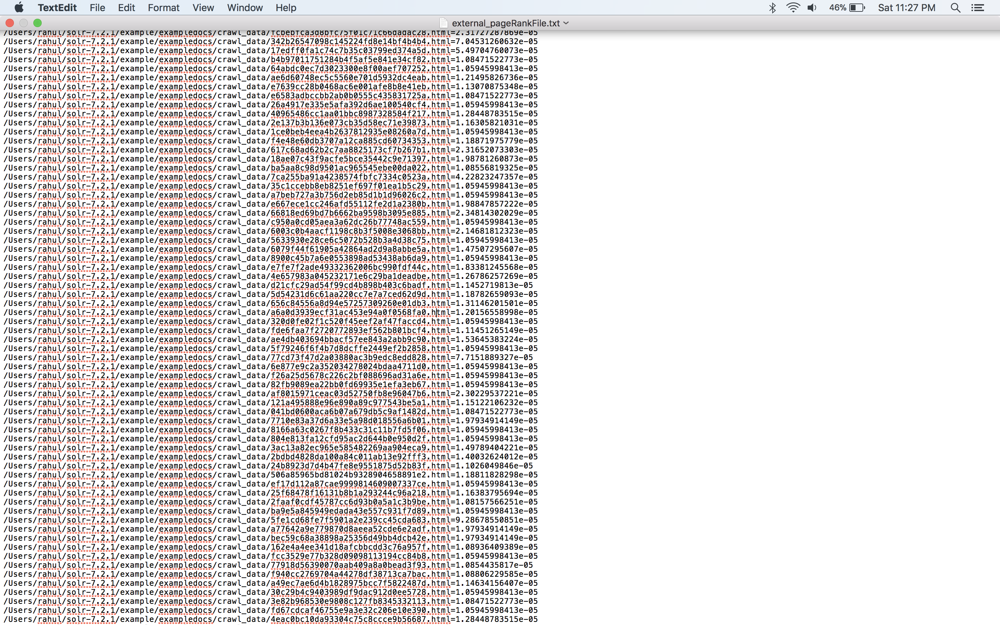 TextEdit File Edit Format View Window Help 46% Sat 11:27 PM
external_pageRankFile.txt
/Users/rahul/solr-7.2.1/example/exampledocs/crawl_data/fcbebfca3d8bfc75f01c71c66dadac28.html=2.31727287869e-05
/Users/rahul/solr-7.2.1/example/exampledocs/crawl_data/342b26547098c145224fd8e14bf4b4b4.html=7.04531260632e-05
/Users/rahul/solr-7.2.1/example/exampledocs/crawl_data/17edff0fa1c74c7b35c03799ed374a5d.html=5.49704760073e-05
/Users/rahul/solr-7.2.1/example/exampledocs/crawl_data/b4b97011751284b4f5af5e841e34cf82.html=1.08471522773e-05
/Users/rahul/solr-7.2.1/example/exampledocs/crawl_data/64abdc0ec7d3023300e8f00aef707252.html=1.05945998413e-05
/Users/rahul/solr-7.2.1/example/exampledocs/crawl_data/ae6d60748ec5c5560e701d5932dc4eab.html=1.21495826736e-05
/Users/rahul/solr-7.2.1/example/exampledocs/crawl_data/e7639cc28b0468ac6e001afe8b8e41eb.html=1.13070875348e-05
/Users/rahul/solr-7.2.1/example/exampledocs/crawl_data/e6583adbccbb2ab0b0555c435831725a.html=1.08471522773e-05
/Users/rahul/solr-7.2.1/example/exampledocs/crawl_data/26a4917e335e5afa392d6ae100540cf4.html=1.05945998413e-05
/Users/rahul/solr-7.2.1/example/exampledocs/crawl_data/40965486cc1aa01bbc8987328584f217.html=1.28448783515e-05
/Users/rahul/solr-7.2.1/example/exampledocs/crawl_data/2e137b3b136e073cb35d58ec71e39873.html=1.16305821031e-05
/Users/rahul/solr-7.2.1/example/exampledocs/crawl_data/1ce0beb4eea4b2637812935e08260a7d.html=1.05945998413e-05
/Users/rahul/solr-7.2.1/example/exampledocs/crawl_data/f4e48e60db3707a12ca885cd60734353.html=1.18871975779e-05
/Users/rahul/solr-7.2.1/example/exampledocs/crawl_data/617c68ad62b2c7aa8825173cf7b267b1.html=2.31652073303e-05
/Users/rahul/solr-7.2.1/example/exampledocs/crawl_data/18ae07c43f9acfe5bce35442c9e71397.html=1.98781260873e-05
/Users/rahul/solr-7.2.1/example/exampledocs/crawl_data/ba5aa8c98d9501ac965545ebe00da022.html=1.08556819325e-05
/Users/rahul/solr-7.2.1/example/exampledocs/crawl_data/7ca255ba91a4238574fbfc7334c0523a.html=4.22823247357e-05
/Users/rahul/solr-7.2.1/example/exampledocs/crawl_data/35c1ccebb8eb8251ef697f01ea1b5c29.html=1.05945998413e-05
/Users/rahul/solr-7.2.1/example/exampledocs/crawl_data/a7beb727a3b756d2eb85d1b1d96026c2.html=1.05945998413e-05
/Users/rahul/solr-7.2.1/example/exampledocs/crawl_data/e667ece1cc246afd55112fe2d1a2380b.html=1.98847857222e-05
/Users/rahul/solr-7.2.1/example/exampledocs/crawl_data/66818ed69bd7b6662ba9598b3095e885.html=2.34814302029e-05
/Users/rahul/solr-7.2.1/example/exampledocs/crawl_data/c950a0cd05aea3a62dc26b77748ac559.html=1.05945998413e-05
/Users/rahul/solr-7.2.1/example/exampledocs/crawl_data/6003c0b4aacf1198c8b3f5008e3068bb.html=2.14681812323e-05
/Users/rahul/solr-7.2.1/example/exampledocs/crawl_data/5633930e28ce6c5072b528b3a4d38c75.html=1.05945998413e-05
/Users/rahul/solr-7.2.1/example/exampledocs/crawl_data/6079f44f61905a42864ad2d9a8abbe5a.html=1.47507295607e-05
/Users/rahul/solr-7.2.1/example/exampledocs/crawl_data/8900c45b7a6e0553898ad53438ab6da9.html=1.05945998413e-05
/Users/rahul/solr-7.2.1/example/exampledocs/crawl_data/e7fe7f2ade49332362006bc990fdf44c.html=1.83381245568e-05
/Users/rahul/solr-7.2.1/example/exampledocs/crawl_data/4e657983a045232171e6c29ba1deadbe.html=1.26786257269e-05
/Users/rahul/solr-7.2.1/example/exampledocs/crawl_data/d21cfc29ad54f99cd4b898b403c6badf.html=1.1452719813e-05
/Users/rahul/solr-7.2.1/example/exampledocs/crawl_data/5d54231d6c61aa220cc7e7a7ced62d9d.html=1.18782659093e-05
/Users/rahul/solr-7.2.1/example/exampledocs/crawl_data/656c84556a8d94e57257309260e01db3.html=1.31146201501e-05
/Users/rahul/solr-7.2.1/example/exampledocs/crawl_data/a6a0d3939ecf31ac453e94a0f0568fa0.html=1.20156558998e-05
/Users/rahul/solr-7.2.1/example/exampledocs/crawl_data/320d0fe02f1c520f45eef2af47faccd4.html=1.05945998413e-05
/Users/rahul/solr-7.2.1/example/exampledocs/crawl_data/fde6faa7f2720772893ef562b801bcf4.html=1.11451265149e-05
/Users/rahul/solr-7.2.1/example/exampledocs/crawl_data/ae4db403694bbacf57ee843a2abb9c90.html=1.53645383224e-05
/Users/rahul/solr-7.2.1/example/exampledocs/crawl_data/5f79246f6f4b7d8dcffe2449ef2b2858.html=1.05945998413e-05
/Users/rahul/solr-7.2.1/example/exampledocs/crawl_data/77cd73f47d2a03880ac3b9edc8edd828.html=7.7151889327e-05
/Users/rahul/solr-7.2.1/example/exampledocs/crawl_data/6e877e9c2a352034278024bdaa4711d0.html=1.05945998413e-05
/Users/rahul/solr-7.2.1/example/exampledocs/crawl_data/f26a25d5678c226c2bf088696ad31a6e.html=1.05945998413e-05
/Users/rahul/solr-7.2.1/example/exampledocs/crawl_data/82fb9089ea22bb0fd69935e1efa3eb67.html=1.05945998413e-05
/Users/rahul/solr-7.2.1/example/exampledocs/crawl_data/af8015971ceac03d52750fb8e96047b6.html=2.30229537221e-05
/Users/rahul/solr-7.2.1/example/exampledocs/crawl_data/121a495888e96e890a89c977543be5a1.html=1.15122106232e-05
/Users/rahul/solr-7.2.1/example/exampledocs/crawl_data/041bd0600aca6b07a679db5c9af1482d.html=1.08471522773e-05
/Users/rahul/solr-7.2.1/example/exampledocs/crawl_data/7710e83a37d6a33e5a98d018556a6b01.html=1.97934914149e-05
/Users/rahul/solr-7.2.1/example/exampledocs/crawl_data/8166a63c0267f8b433c31c11b7fd5f06.html=1.05945998413e-05
/Users/rahul/solr-7.2.1/example/exampledocs/crawl_data/804e813fa12cfd95ac2d644b0e950d2f.html=1.05945998413e-05
/Users/rahul/solr-7.2.1/example/exampledocs/crawl_data/3ac13a82ec965e585482269aa904eca9.html=1.49789404221e-05
/Users/rahul/solr-7.2.1/example/exampledocs/crawl_data/2bdbd4828da100a84c011ab13e92fff3.html=1.40032624012e-05
/Users/rahul/solr-7.2.1/example/exampledocs/crawl_data/24b8923d7d4b47fe8e9551875d52b83f.html=1.1026049846e-05
/Users/rahul/solr-7.2.1/example/exampledocs/crawl_data/506a85965bd81024b9328904658891e2.html=1.18811828298e-05
/Users/rahul/solr-7.2.1/example/exampledocs/crawl_data/ef17d112a87cae9999814609007337ce.html=1.05945998413e-05
/Users/rahul/solr-7.2.1/example/exampledocs/crawl_data/25f68478f16131b8b1a293244c96a218.html=1.16383795694e-05
/Users/rahul/solr-7.2.1/example/exampledocs/crawl_data/2faaf0cdf45787cc6d93b0a5a1c3b9be.html=1.08157566251e-05
/Users/rahul/solr-7.2.1/example/exampledocs/crawl_data/ba9e5a845949edada43e557c931f7d89.html=1.05945998413e-05
/Users/rahul/solr-7.2.1/example/exampledocs/crawl_data/5fe1cd68fe7f5901a2e239cc45cda683.html=9.28678550851e-05
/Users/rahul/solr-7.2.1/example/exampledocs/crawl_data/a77642a9e779870d8aeea52cde6e2adf.html=1.97934914149e-05
/Users/rahul/solr-7.2.1/example/exampledocs/crawl_data/bec59c68a38898a25356d49bb4dcb42e.html=1.97934914149e-05
/Users/rahul/solr-7.2.1/example/exampledocs/crawl_data/162e4a4ee341d18afcbbcdd3c76a957f.html=1.08936409389e-05
/Users/rahul/solr-7.2.1/example/exampledocs/crawl_data/fcc3529e77b328d09098113194cc84b8.html=1.05945998413e-05
/Users/rahul/solr-7.2.1/example/exampledocs/crawl_data/77918d56390070aab409a8a0bead3f93.html=1.0854435817e-05
/Users/rahul/solr-7.2.1/example/exampledocs/crawl_data/f940cc2769704a44278df38713ca7bac.html=1.08806229585e-05
/Users/rahul/solr-7.2.1/example/exampledocs/crawl_data/a49ec7ae6d4b1828975bcc7f5822487d.html=1.14634156407e-05
/Users/rahul/solr-7.2.1/example/exampledocs/crawl_data/30c29b4c9403989df9dac912d0ee5728.html=1.05945998413e-05
/Users/rahul/solr-7.2.1/example/exampledocs/crawl_data/3e82b968530e9808c127fb8345332113.html=1.08471522773e-05
/Users/rahul/solr-7.2.1/example/exampledocs/crawl_data/fd67cdcaf46755e9a3e32c206e10e390.html=1.05945998413e-05
/Users/rahul/solr-7.2.1/example/exampledocs/crawl_data/4eac0bc10da93304c75c8ccce9b56687.html=1.28448783515e-05